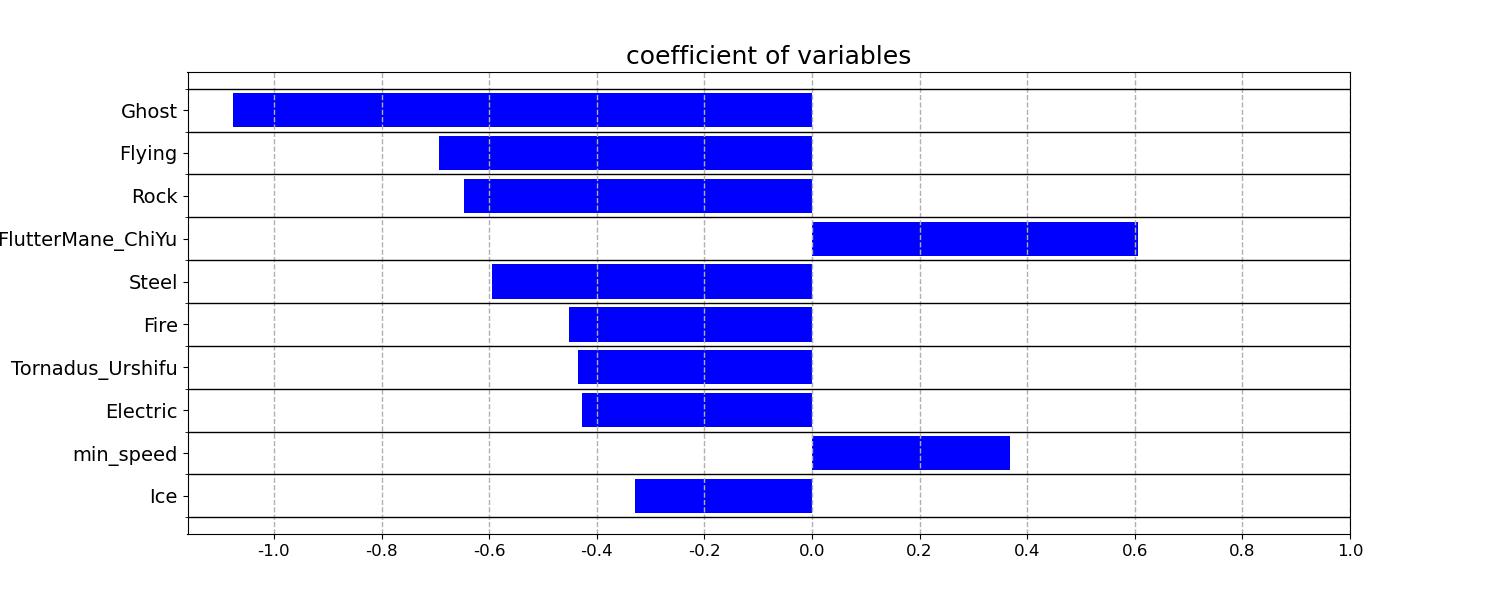 coefficient of variables
Ghost
Flying
Rock
FlutterMane_ChiYu
Steel
Fire
Tornadus_Urshifu
Electric
min_speed
Ice
-1.0 -0.8 -0.6 -0.4 -0.2 0.0 0.2 0.4 0.6 0.8 1.0